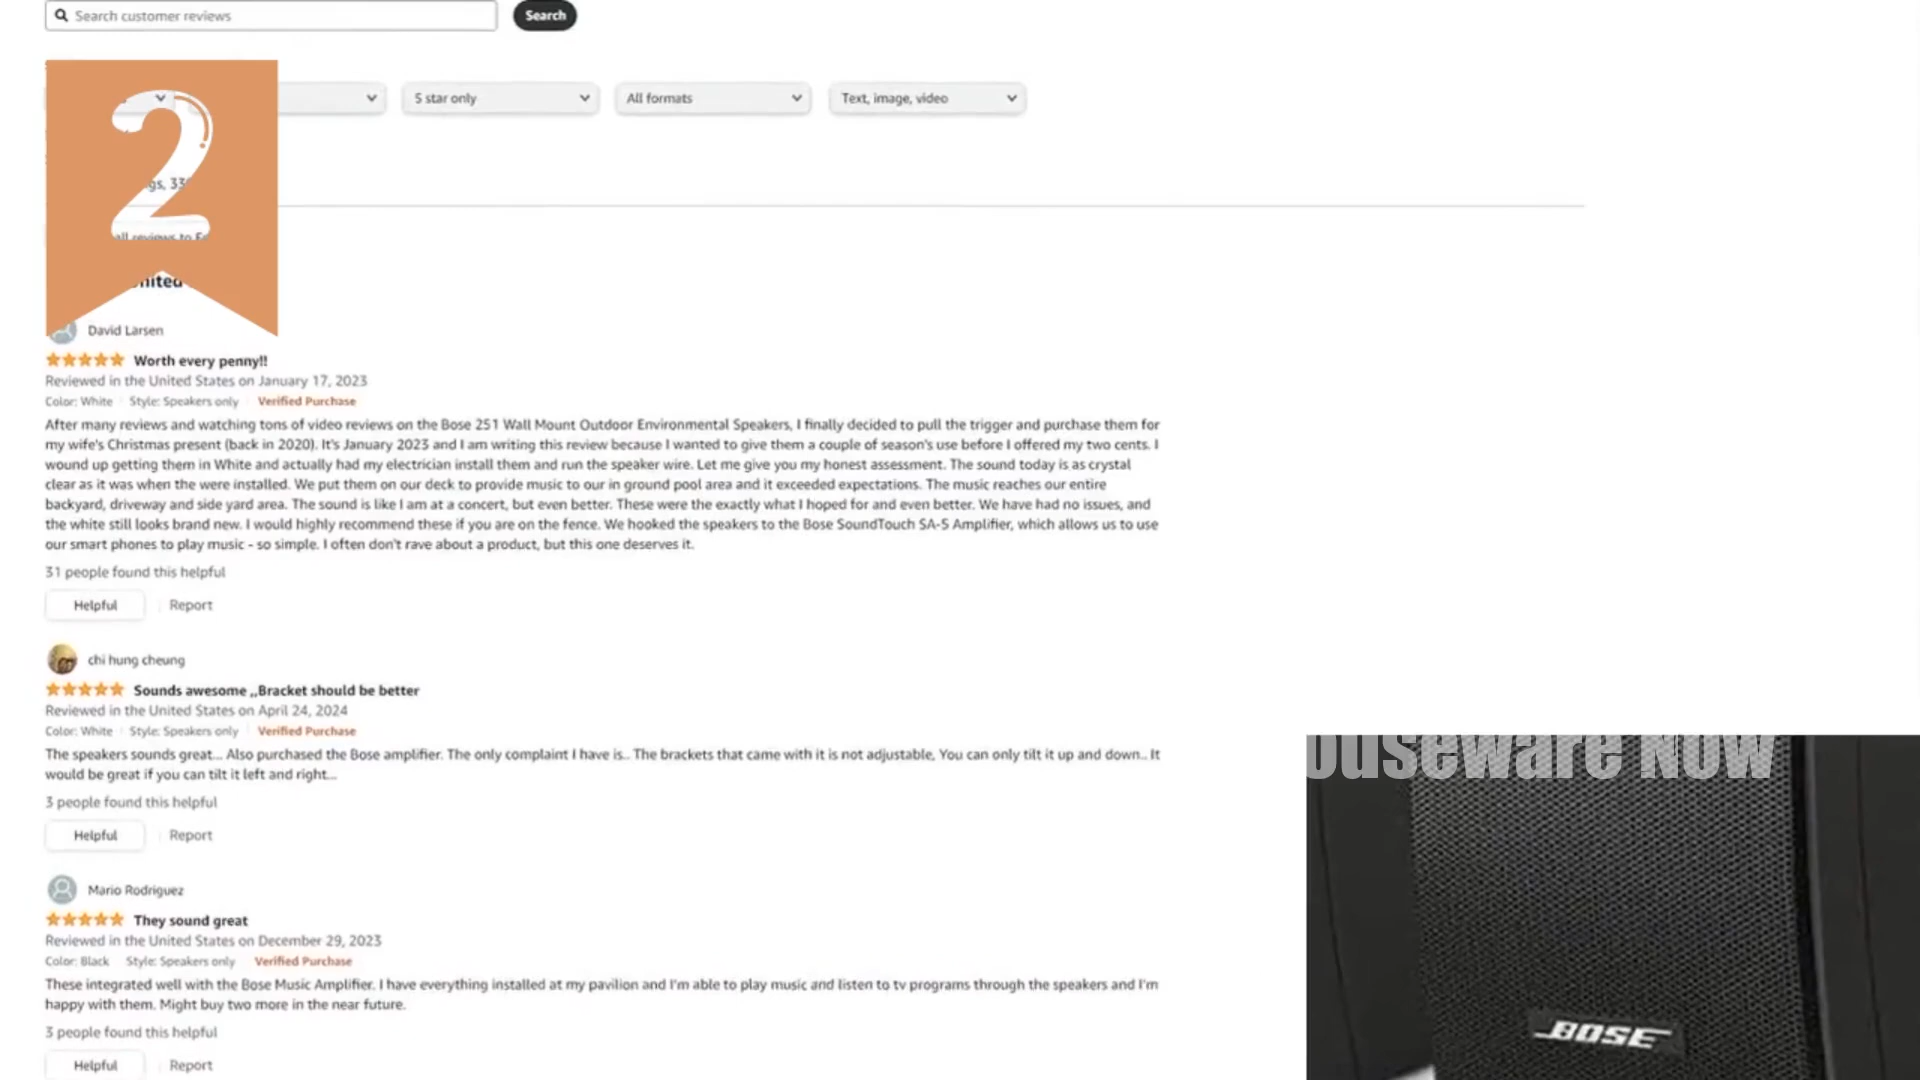 Search customer reviews
Search
5 star only
All formats
Text, image, video
2
David Larsen
Worth every penny!!
Reviewed in the United States on January 17, 2023
Color: White Style: Speakers only Verified Purchase
After many reviews and watching tons of video reviews on the Bose 251 Wall Mount Outdoor Environmental Speakers, I finally decided to pull the trigger and purchase them for
my wife's Christmas present (back in 2020). It's January 2023 and I am writing this review because I wanted to give them a couple of season's use before I offered my two cents. I
wound up getting them in White and actually had my electrician install them and run the speaker wire. Let me give you my honest assessment. The sound today is as crystal
clear as it was when the were installed. We put them on our deck to provide music to our in ground pool area and it exceeded expectations. The music reaches our entire
backyard, driveway and side yard area. The sound is like I am at a concert, but even better. These were the exactly what I hoped for and even better. We have had no issues, and
the white still looks brand new. I would highly recommend these if you are on the fence. We hooked the speakers to the Bose SoundTouch SA-5 Amplifier, which allows us to use
our smart phones to play music - so simple. I often don't rave about a product, but this one deserves it.
31 people found this helpful
Helpful Report
chi hung cheung
Sounds awesome ,,Bracket should be better
Reviewed in the United States on April 24, 2024
Color: White Style: Speakers only Verified Purchase
The speakers sounds great... Also purchased the Bose amplifier. The only complaint I have is.. The brackets that came with it is not adjustable, You can only tilt it up and down.. It
would be great if you can tilt it left and right...
3 people found this helpful
Helpful Report
Mario Rodriguez
They sound great
Reviewed in the United States on December 29, 2023
Color: Black Style: Speakers only Verified Purchase
These integrated well with the Bose Music Amplifier. I have everything installed at my pavilion and I'm able to play music and listen to tv programs through the speakers and I'm
happy with them. Might buy two more in the near future.
3 people found this helpful
Helpful Report
ouseware Now
BOSE